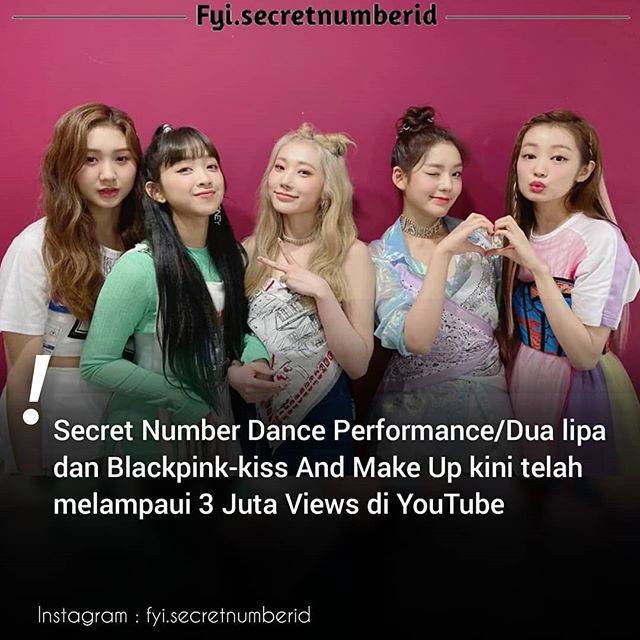 Fyi.secretnumberid
!
Secret Number Dance Performance/Dua lipa
dan Blackpink-kiss And Make Up kini telah
melampaui 3 Juta Views di YouTube
Instagram : fyi.secretnumberid